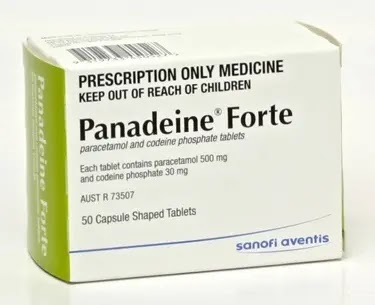 PRESCRIPTION ONLY MEDICINE
KEEP OUT OF REACH OF CHILDREN
Panadeine® Forte
paracetamol and codeine phosphate tablets
Each tablet contains paracetamol 500 mg
and codeine phosphate 30 mg
AUST R 73507
50 Capsule Shaped Tablets
sanofi aventis
Panadeine Forte